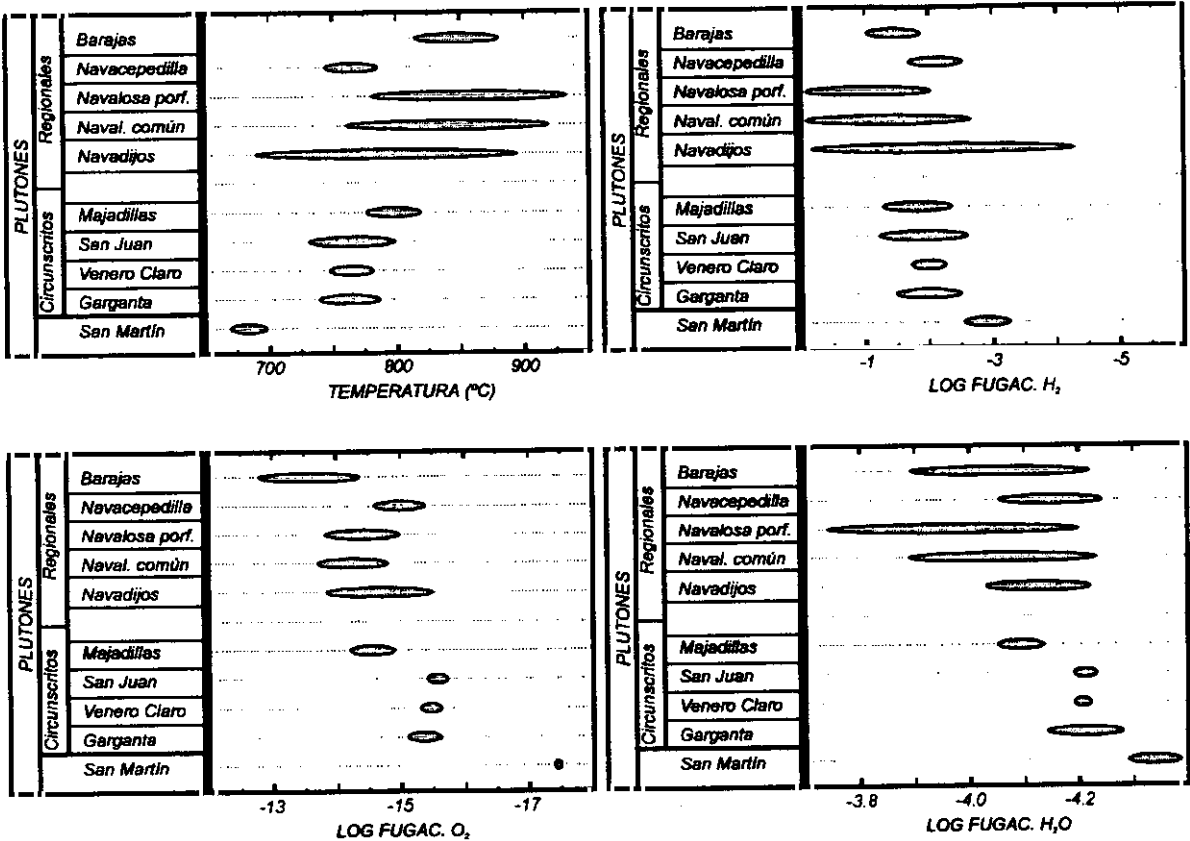 PLUTONES
Regionales
Circunscritos
Barajas
Navacepedilla
Navalosa porf.
Naval. común
Navadijos
Majadillas
San Juan
Venero Claro
Garganta
San Martín
700 800 900
TEMPERATURA (ºC)
PLUTONES
Regionales
Circunscritos
Barajas
Navacepedilla
Navalosa porf.
Naval. común
Navadijos
Majadillas
San Juan
Venero Claro
Garganta
San Martín
-1 -3 -5
LOG FUGAC. H₂
PLUTONES
Regionales
Circunscritos
Barajas
Navacepedilla
Navalosa porf.
Naval. común
Navadijos
Majadillas
San Juan
Venero Claro
Garganta
San Martín
-13 -15 -17
LOG FUGAC. O₂
PLUTONES
Regionales
Circunscritos
Barajas
Navacepedilla
Navalosa porf.
Naval. común
Navadijos
Majadillas
San Juan
Venero Claro
Garganta
San Martín
-3.8 -4.0 -4.2
LOG FUGAC. H₂O